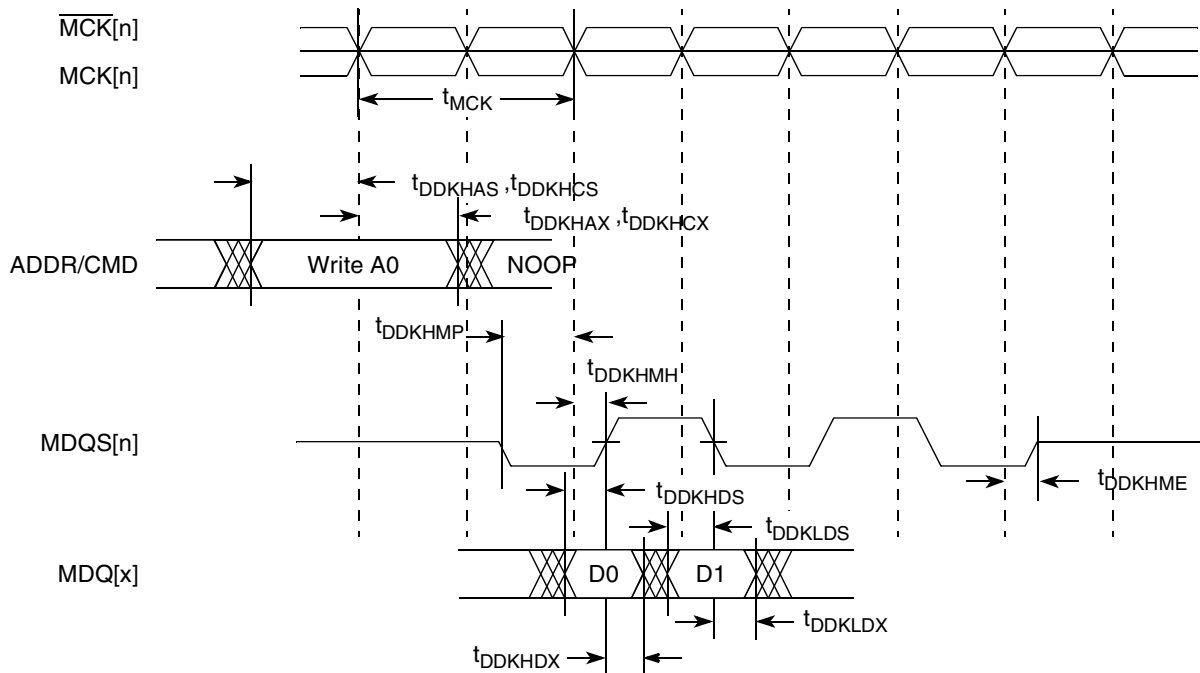 MCK[n]
MCK[n]
tMCK
tDDKHAS ,tDDKHCS
tDDKHAX ,tDDKHCX
ADDR/CMD Write A0 NOOP
tDDKHMP
tDDKHMH
MDQS[n]
tDDKHME
tDDKHDS
tDDKLDS
MDQ[x] D0 D1
tDDKLDX
tDDKHDX